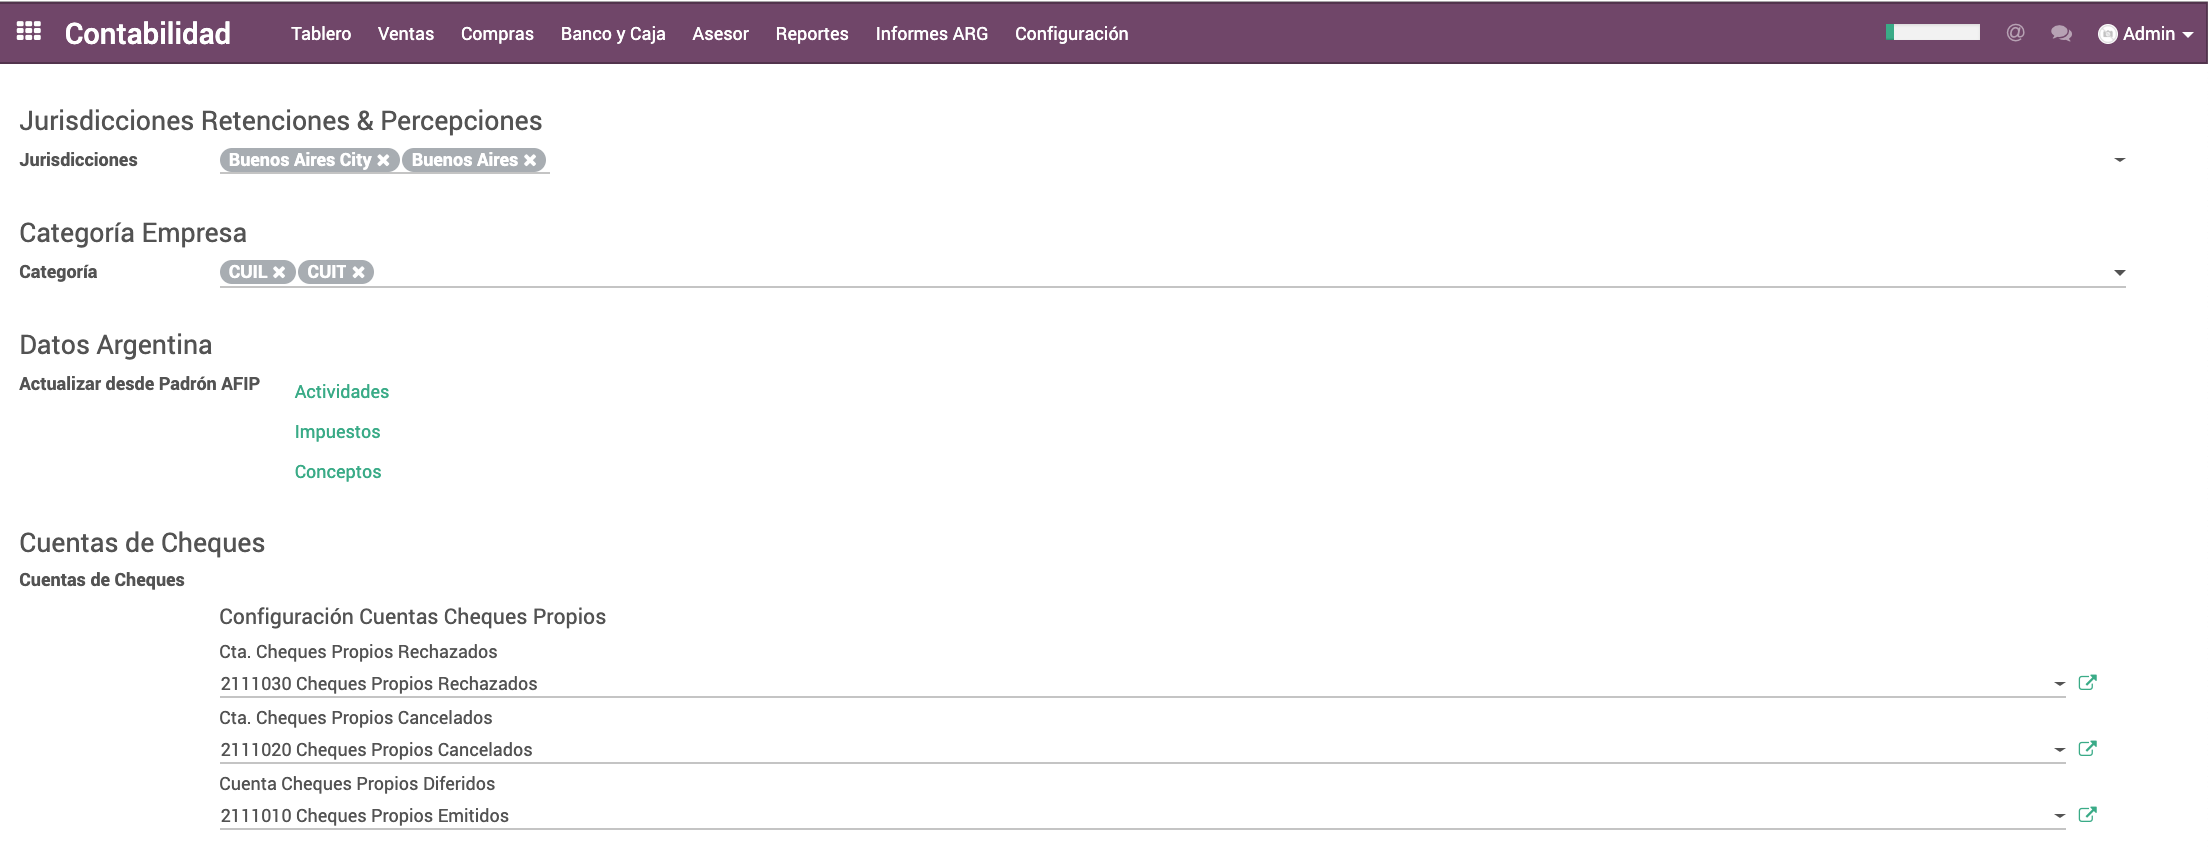 Contabilidad Tablero Ventas Compras Banco y Caja Asesor Reportes Informes ARG Configuración @ Admin
Jurisdicciones Retenciones & Percepciones
Jurisdicciones Buenos Aires City Buenos Aires
Categoría Empresa
Categoría CUIL CUIT
Datos Argentina
Actualizar desde Padrón AFIP
Actividades
Impuestos
Conceptos
Cuentas de Cheques
Cuentas de Cheques
Configuración Cuentas Cheques Propios
Cta. Cheques Propios Rechazados
2111030 Cheques Propios Rechazados
Cta. Cheques Propios Cancelados
2111020 Cheques Propios Cancelados
Cuenta Cheques Propios Diferidos
2111010 Cheques Propios Emitidos